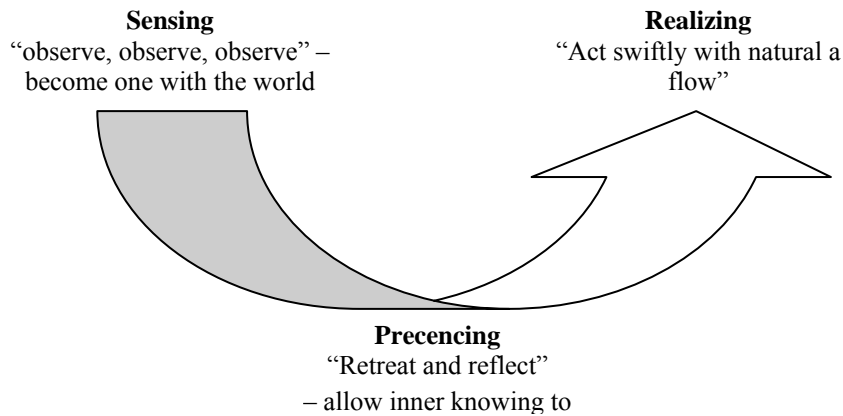 Sensing
“observe, observe, observe” –
become one with the world
Realizing
“Act swiftly with natural a
flow”
Precencing
“Retreat and reflect”
– allow inner knowing to